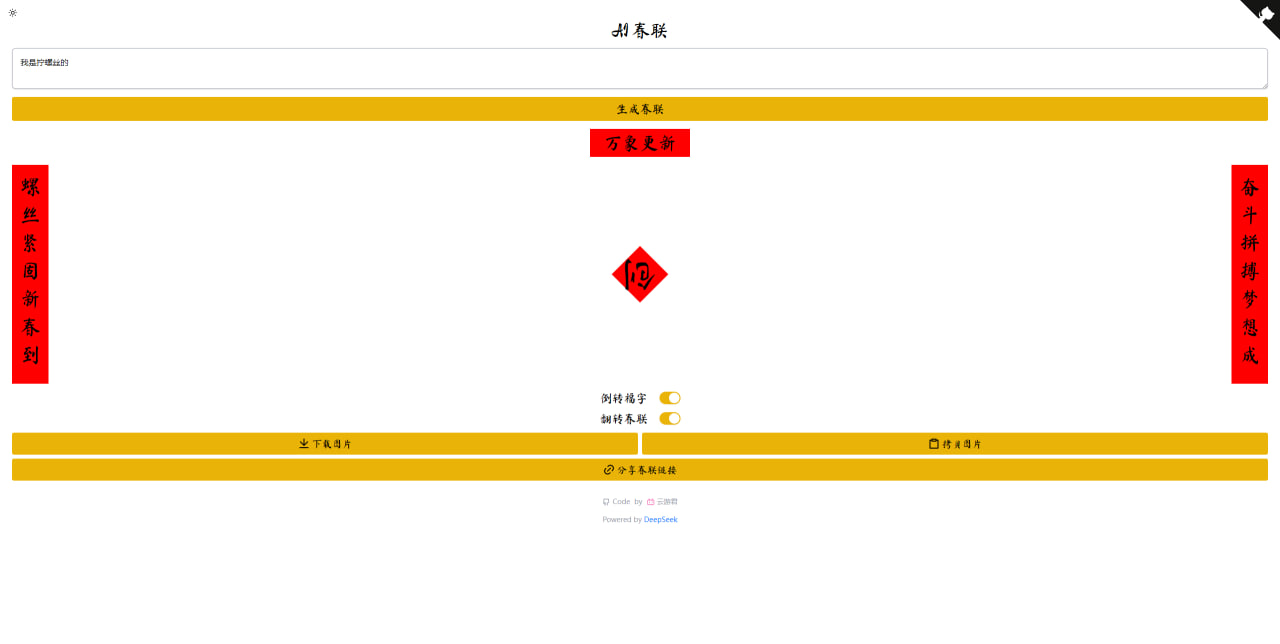 AI春联
我是拧螺丝的
生成春联
万象更新
螺丝紧固新春到
福
奋斗拼搏梦想成
倒转福字
翻转春联
下载图片
拷贝图片
分享春联链接
Code by 云游君
Powered by DeepSeek